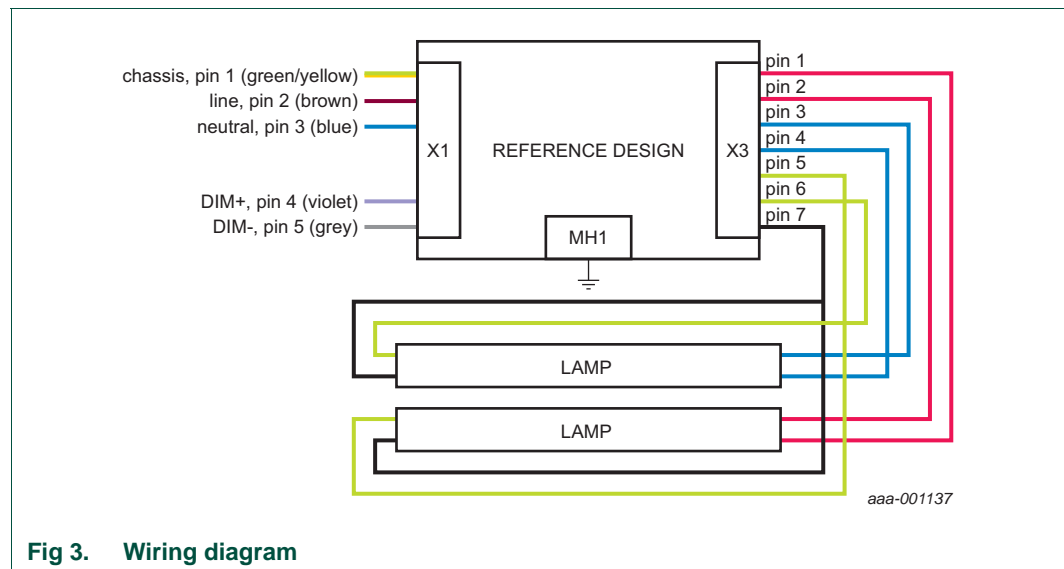 chassis, pin 1 (green/yellow)
line, pin 2 (brown)
neutral, pin 3 (blue)
DIM+, pin 4 (violet)
DIM-, pin 5 (grey)
X1
REFERENCE DESIGN
X3
MH1
pin 1
pin 2
pin 3
pin 4
pin 5
pin 6
pin 7
LAMP
LAMP
aaa-001137
Fig 3. Wiring diagram